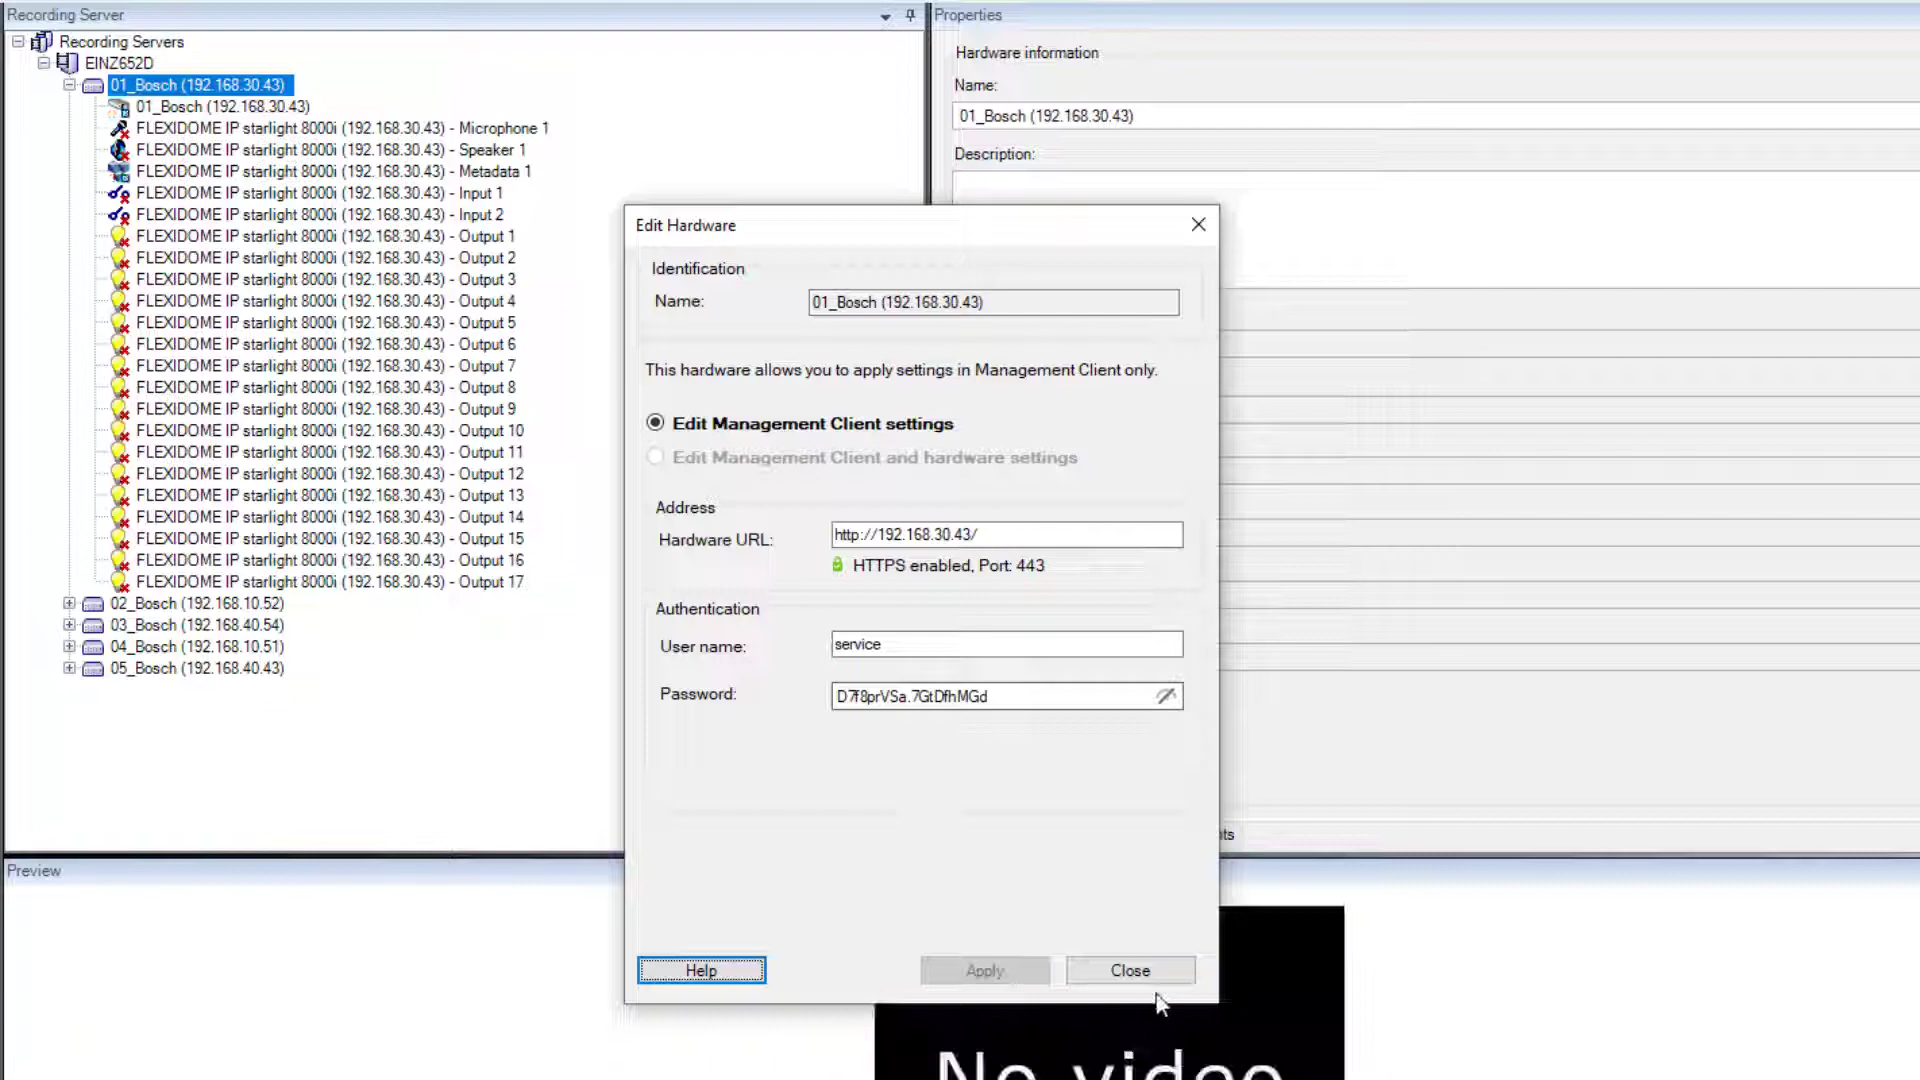 Recording Server
Recording Servers
EINZ652D
01_Bosch (192.168.30.43)
01_Bosch (192.168.30.43)
FLEXIDOME IP starlight 8000i (192.168.30.43) - Microphone 1
FLEXIDOME IP starlight 8000i (192.168.30.43) - Speaker 1
FLEXIDOME IP starlight 8000i (192.168.30.43) - Metadata 1
FLEXIDOME IP starlight 8000i (192.168.30.43) - Input 1
FLEXIDOME IP starlight 8000i (192.168.30.43) - Input 2
FLEXIDOME IP starlight 8000i (192.168.30.43) - Output 1
FLEXIDOME IP starlight 8000i (192.168.30.43) - Output 2
FLEXIDOME IP starlight 8000i (192.168.30.43) - Output 3
FLEXIDOME IP starlight 8000i (192.168.30.43) - Output 4
FLEXIDOME IP starlight 8000i (192.168.30.43) - Output 5
FLEXIDOME IP starlight 8000i (192.168.30.43) - Output 6
FLEXIDOME IP starlight 8000i (192.168.30.43) - Output 7
FLEXIDOME IP starlight 8000i (192.168.30.43) - Output 8
FLEXIDOME IP starlight 8000i (192.168.30.43) - Output 9
FLEXIDOME IP starlight 8000i (192.168.30.43) - Output 10
FLEXIDOME IP starlight 8000i (192.168.30.43) - Output 11
FLEXIDOME IP starlight 8000i (192.168.30.43) - Output 12
FLEXIDOME IP starlight 8000i (192.168.30.43) - Output 13
FLEXIDOME IP starlight 8000i (192.168.30.43) - Output 14
FLEXIDOME IP starlight 8000i (192.168.30.43) - Output 15
FLEXIDOME IP starlight 8000i (192.168.30.43) - Output 16
FLEXIDOME IP starlight 8000i (192.168.30.43) - Output 17
02_Bosch (192.168.10.52)
03_Bosch (192.168.40.54)
04_Bosch (192.168.10.51)
05_Bosch (192.168.40.43)
Properties
Hardware information
Name:
01_Bosch (192.168.30.43)
Description:
Edit Hardware
Identification
Name: 01_Bosch (192.168.30.43)
This hardware allows you to apply settings in Management Client only.
Edit Management Client settings
Edit Management Client and hardware settings
Address
Hardware URL: http://192.168.30.43/
HTTPS enabled, Port: 443
Authentication
User name: service
Password: D7f8prVSa.7GtDfhMGd
Help Apply Close
nts
Preview
No video